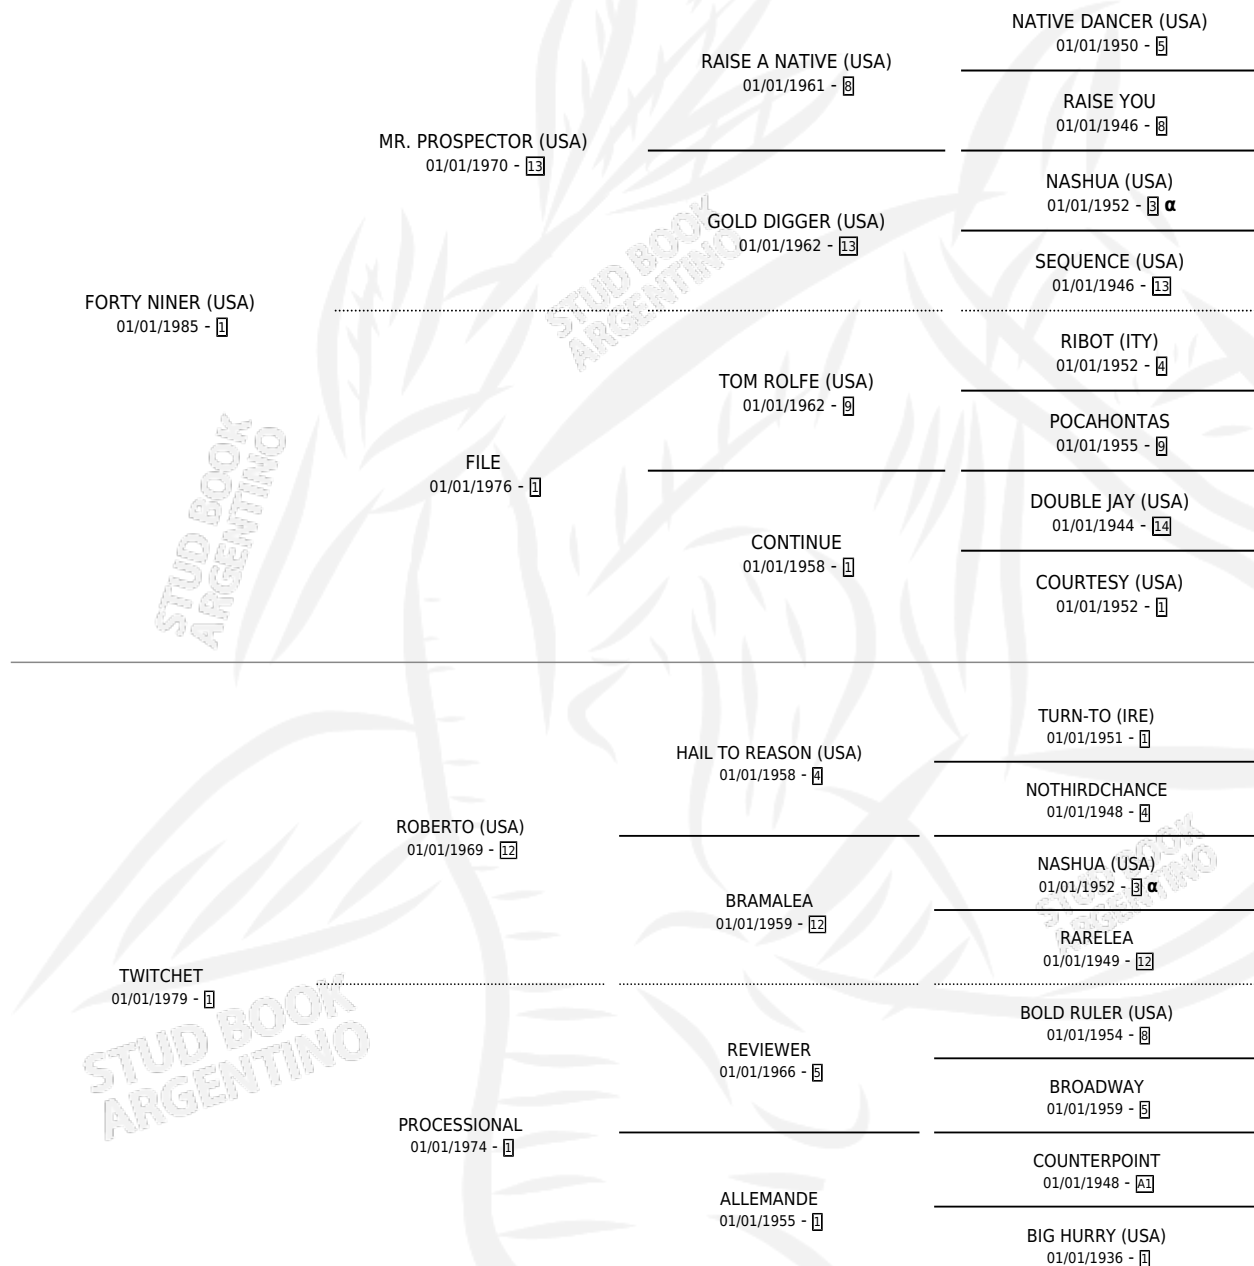 NATIVE DANCER (USA)
01/01/1950 - 5
RAISE A NATIVE (USA)
01/01/1961 - 8
RAISE YOU
01/01/1946 - 8
MR. PROSPECTOR (USA)
01/01/1970 - 13
NASHUA (USA)
01/01/1952 - 3 α
GOLD DIGGER (USA)
01/01/1962 - 13
SEQUENCE (USA)
01/01/1946 - 13
STUD BOOK
ARGENTINO
FORTY NINER (USA)
01/01/1985 - 1
RIBOT (ITY)
01/01/1952 - 4
TOM ROLFE (USA)
01/01/1962 - 9
POCAHONTAS
01/01/1955 - 9
FILE
01/01/1976 - 1
DOUBLE JAY (USA)
01/01/1944 - 14
CONTINUE
01/01/1958 - 1
COURTESY (USA)
01/01/1952 - 1
STUD BOOK
ARGENTINO
TURN-TO (IRE)
01/01/1951 - 1
HAIL TO REASON (USA)
01/01/1958 - 4
NOTHIRDCHANCE
01/01/1948 - 4
ROBERTO (USA)
01/01/1969 - 12
NASHUA (USA)
01/01/1952 - 3 α
BRAMALEA
01/01/1959 - 12
RARELEA
01/01/1949 - 12
STUD BOOK
ARGENTINO
TWITCHET
01/01/1979 - 1
BOLD RULER (USA)
01/01/1954 - 8
REVIEWER
01/01/1966 - 5
BROADWAY
01/01/1959 - 5
PROCESSIONAL
01/01/1974 - 1
COUNTERPOINT
01/01/1948 - A1
ALLEMANDE
01/01/1955 - 1
BIG HURRY (USA)
01/01/1936 - 1
STUD BOOK
ARGENTINO